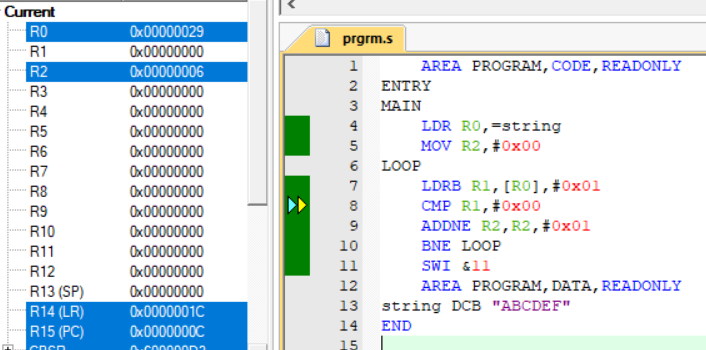 Current
R0 0x00000029
R1 0x00000000
R2 0x00000006
R3 0x00000000
R4 0x00000000
R5 0x00000000
R6 0x00000000
R7 0x00000000
R8 0x00000000
R9 0x00000000
R10 0x00000000
R11 0x00000000
R12 0x00000000
R13 (SP) 0x00000000
R14 (LR) 0x0000001C
R15 (PC) 0x0000000C
prgrm.s
1 AREA PROGRAM,CODE,READONLY
2 ENTRY
3 MAIN
4 LDR R0,=string
5 MOV R2,#0x00
6 LOOP
7 LDRB R1,[R0],#0x01
8 CMP R1,#0x00
9 ADDNE R2,R2,#0x01
10 BNE LOOP
11 SWI &11
12 AREA PROGRAM,DATA,READONLY
13 string DCB "ABCDEF"
14 END
15